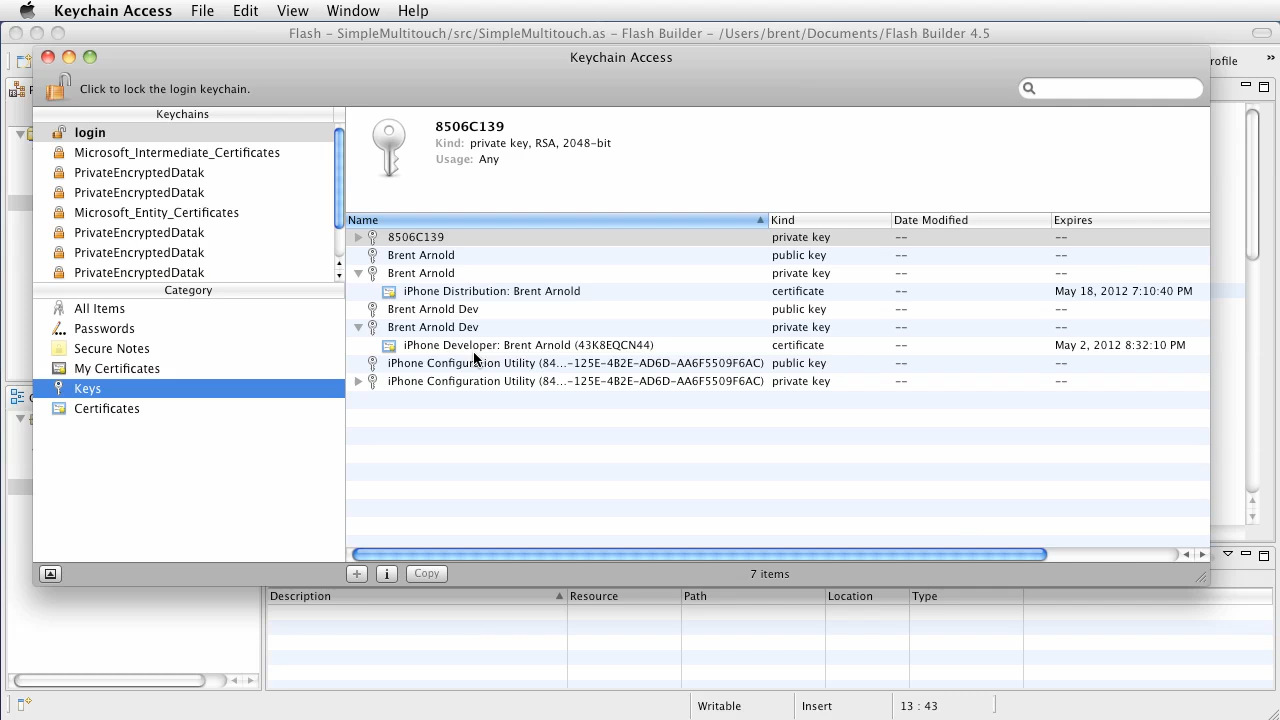 Keychain Access File Edit View Window Help
Flash - SimpleMultitouch/src/SimpleMultitouch.as - Flash Builder - /Users/brent/Documents/Flash Builder 4.5
Keychain Access
rofile »
Click to lock the login keychain.
Keychains
login
Microsoft_Intermediate_Certificates
PrivateEncryptedDatak
PrivateEncryptedDatak
Microsoft_Entity_Certificates
PrivateEncryptedDatak
PrivateEncryptedDatak
PrivateEncryptedDatak
Category
All Items
Passwords
Secure Notes
My Certificates
Keys
Certificates
8506C139
Kind: private key, RSA, 2048-bit
Usage: Any
Name Kind Date Modified Expires
8506C139 private key -- --
Brent Arnold public key -- --
Brent Arnold private key -- --
iPhone Distribution: Brent Arnold certificate -- May 18, 2012 7:10:40 PM
Brent Arnold Dev public key -- --
Brent Arnold Dev private key -- --
iPhone Developer: Brent Arnold (43K8EQCN44) certificate -- May 2, 2012 8:32:10 PM
iPhone Configuration Utility (84...-125E-4B2E-AD6D-AA6F5509F6AC) public key -- --
iPhone Configuration Utility (84...-125E-4B2E-AD6D-AA6F5509F6AC) private key -- --
+ i Copy 7 items
Description Resource Path Location Type
Writable Insert 13 : 43